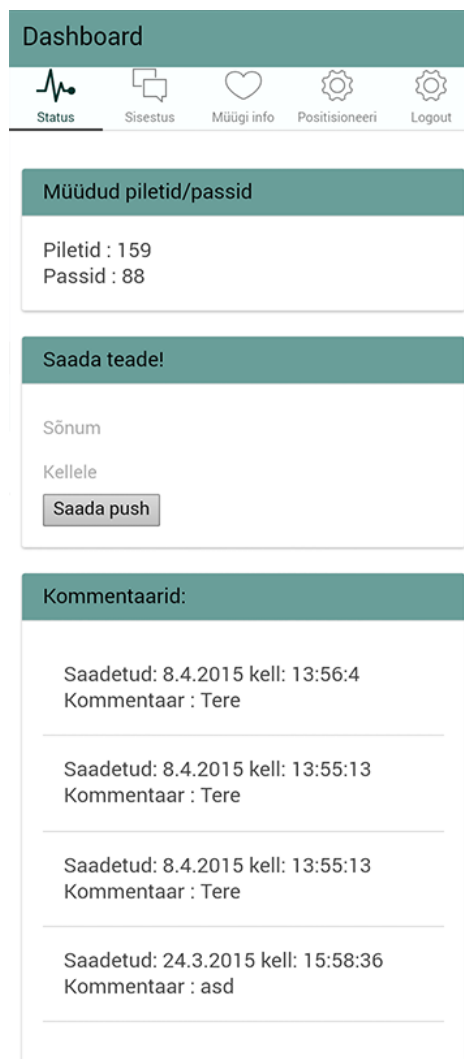 Dashboard
Status Sisestus Müügi info Positisioneeri Logout
Müüdud piletid/passid
Piletid : 159
Passid : 88
Saada teade!
Sõnum
Kellele
Saada push
Kommentaarid:
Saadetud: 8.4.2015 kell: 13:56:4
Kommentaar : Tere
Saadetud: 8.4.2015 kell: 13:55:13
Kommentaar : Tere
Saadetud: 8.4.2015 kell: 13:55:13
Kommentaar : Tere
Saadetud: 24.3.2015 kell: 15:58:36
Kommentaar : asd